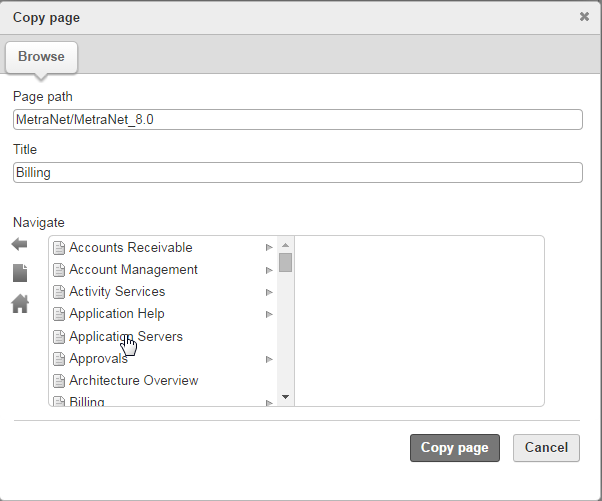 Copy page
Browse
Page path
MetraNet/MetraNet_8.0
Title
Billing
Navigate
Accounts Receivable
Account Management
Activity Services
Application Help
Application Servers
Approvals
Architecture Overview
Billing
Copy page
Cancel